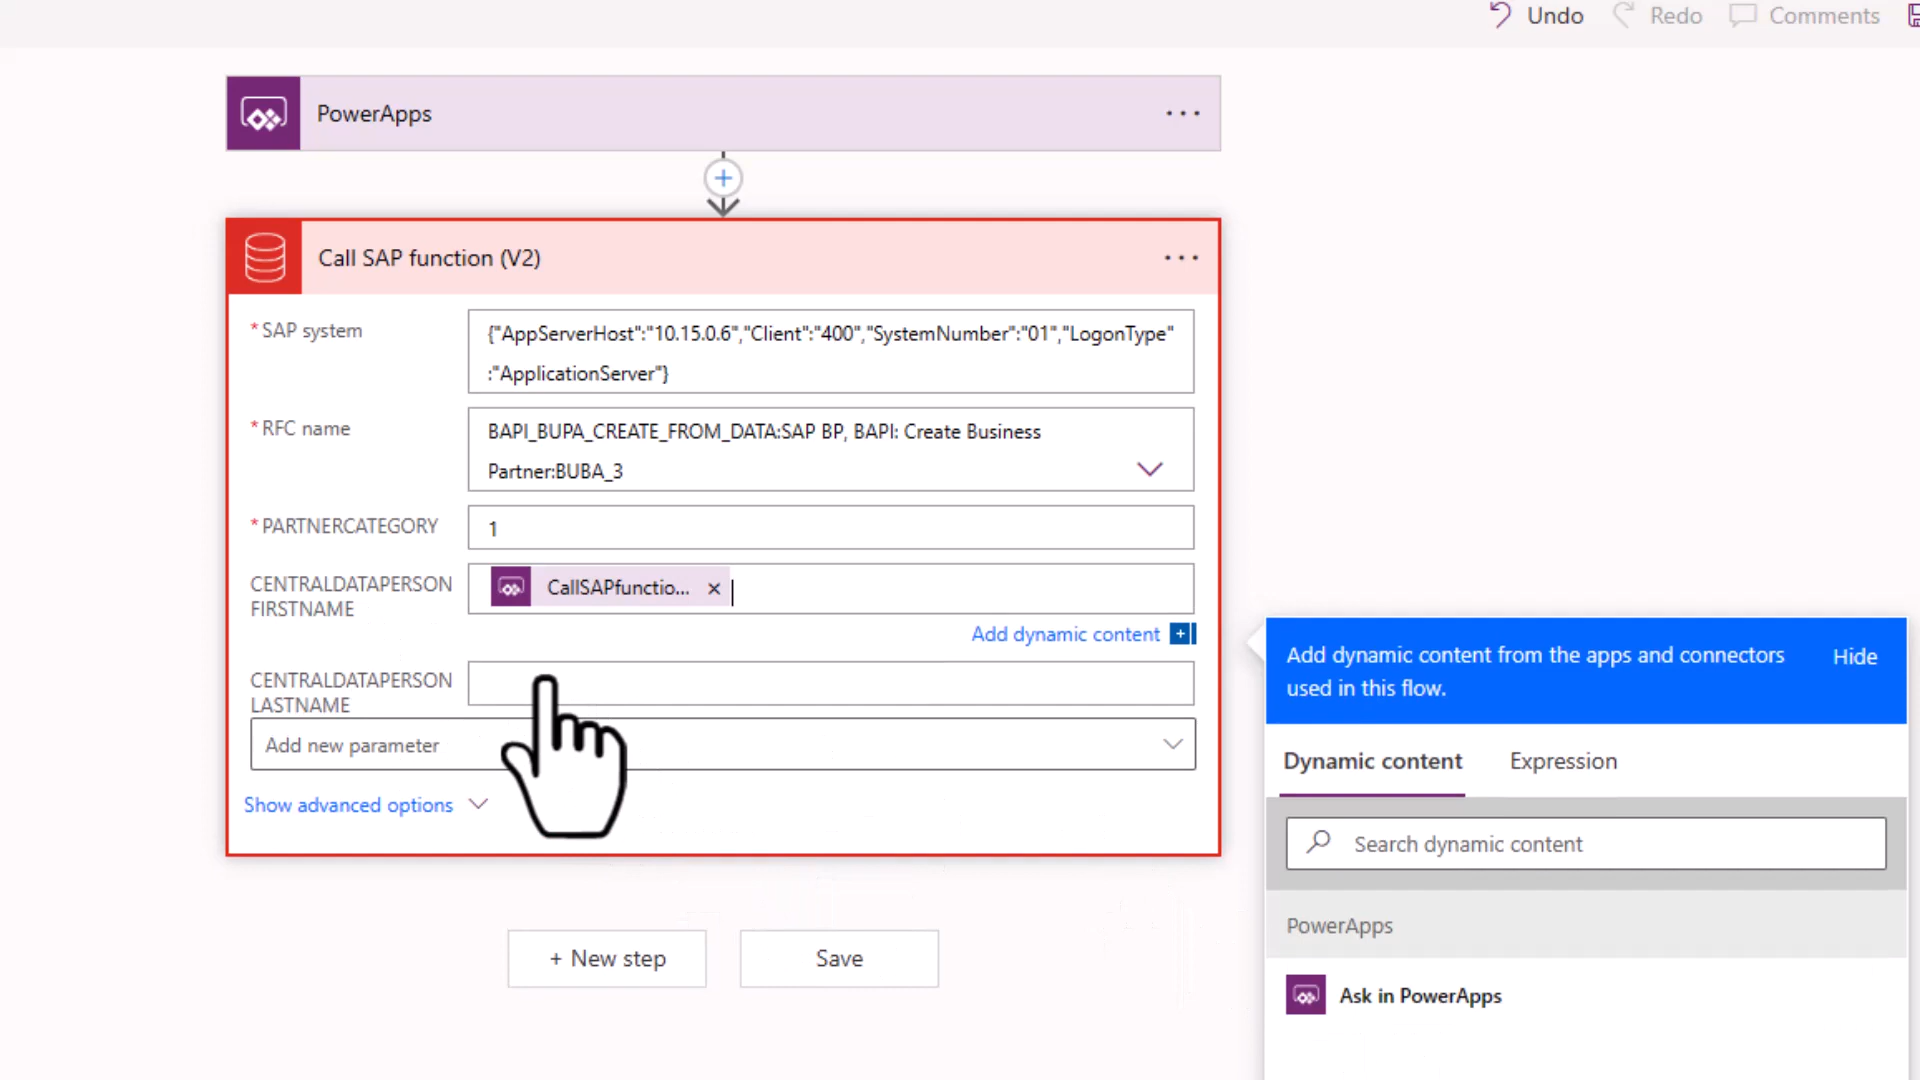 Undo
Redo
Comments
PowerApps
Call SAP function (V2)
* SAP system
{"AppServerHost":"10.15.0.6","Client":"400","SystemNumber":"01","LogonType"
:"ApplicationServer"}
* RFC name
BAPI_BUPA_CREATE_FROM_DATA:SAP BP, BAPI: Create Business
Partner:BUBA_3
* PARTNERCATEGORY
1
CENTRALDATAPERSON
FIRSTNAME
CallSAPfunctio...
Add dynamic content
CENTRALDATAPERSON
LASTNAME
Add new parameter
Show advanced options
+ New step
Save
Add dynamic content from the apps and connectors
used in this flow.
Hide
Dynamic content
Expression
Search dynamic content
PowerApps
Ask in PowerApps